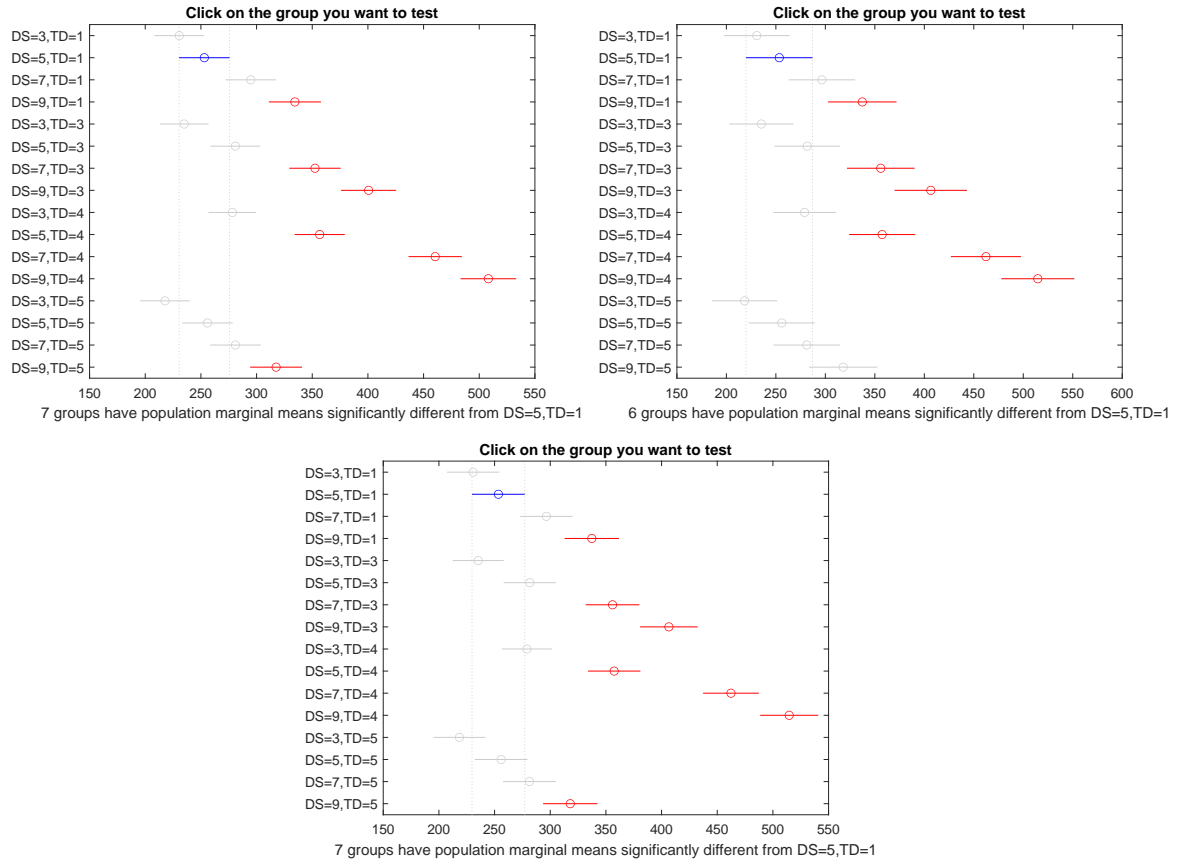 Click on the group you want to test
DS=3,TD=1
DS=5,TD=1
DS=7,TD=1
DS=9,TD=1
DS=3,TD=3
DS=5,TD=3
DS=7,TD=3
DS=9,TD=3
DS=3,TD=4
DS=5,TD=4
DS=7,TD=4
DS=9,TD=4
DS=3,TD=5
DS=5,TD=5
DS=7,TD=5
DS=9,TD=5
150 200 250 300 350 400 450 500 550
7 groups have population marginal means significantly different from DS=5,TD=1
Click on the group you want to test
DS=3,TD=1
DS=5,TD=1
DS=7,TD=1
DS=9,TD=1
DS=3,TD=3
DS=5,TD=3
DS=7,TD=3
DS=9,TD=3
DS=3,TD=4
DS=5,TD=4
DS=7,TD=4
DS=9,TD=4
DS=3,TD=5
DS=5,TD=5
DS=7,TD=5
DS=9,TD=5
150 200 250 300 350 400 450 500 550 600
6 groups have population marginal means significantly different from DS=5,TD=1
Click on the group you want to test
DS=3,TD=1
DS=5,TD=1
DS=7,TD=1
DS=9,TD=1
DS=3,TD=3
DS=5,TD=3
DS=7,TD=3
DS=9,TD=3
DS=3,TD=4
DS=5,TD=4
DS=7,TD=4
DS=9,TD=4
DS=3,TD=5
DS=5,TD=5
DS=7,TD=5
DS=9,TD=5
150 200 250 300 350 400 450 500 550
7 groups have population marginal means significantly different from DS=5,TD=1